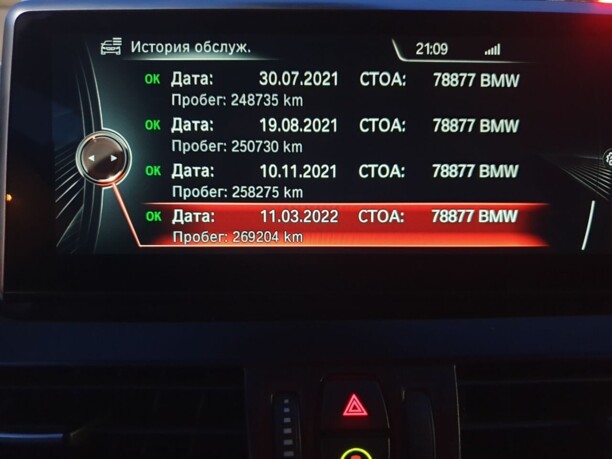 История обслуж. 21:09
OK Дата: 30.07.2021 СТОА: 78877 BMW
Пробег: 248735 km
OK Дата: 19.08.2021 СТОА: 78877 BMW
Пробег: 250730 km
OK Дата: 10.11.2021 СТОА: 78877 BMW
Пробег: 258275 km
OK Дата: 11.03.2022 СТОА: 78877 BMW
Пробег: 269204 km